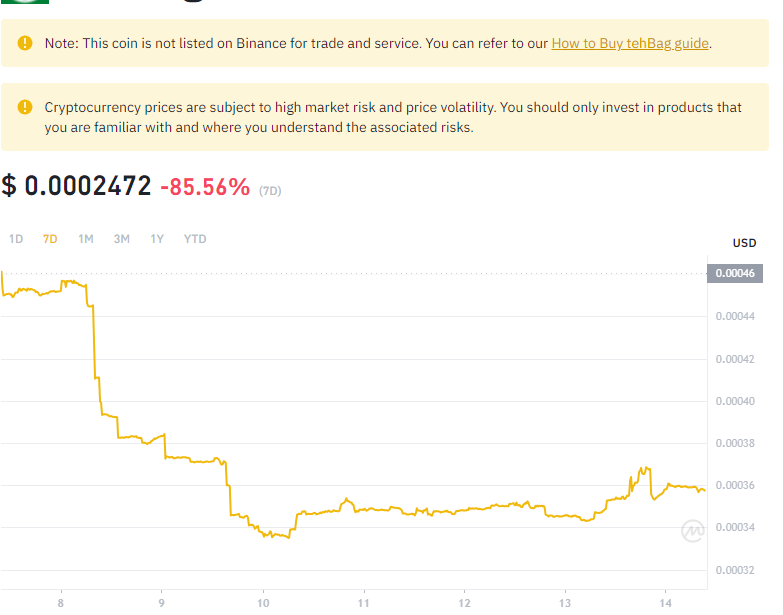 Note: This coin is not listed on Binance for trade and service. You can refer to our How to Buy tehBag guide.
Cryptocurrency prices are subject to high market risk and price volatility. You should only invest in products that
you are familiar with and where you understand the associated risks.
$ 0.0002472 -85.56% (7D)
1D 7D 1M 3M 1Y YTD
USD
0.00046
0.00044
0.00042
0.00040
0.00038
0.00036
0.00034
0.00032
8 9 10 11 12 13 14